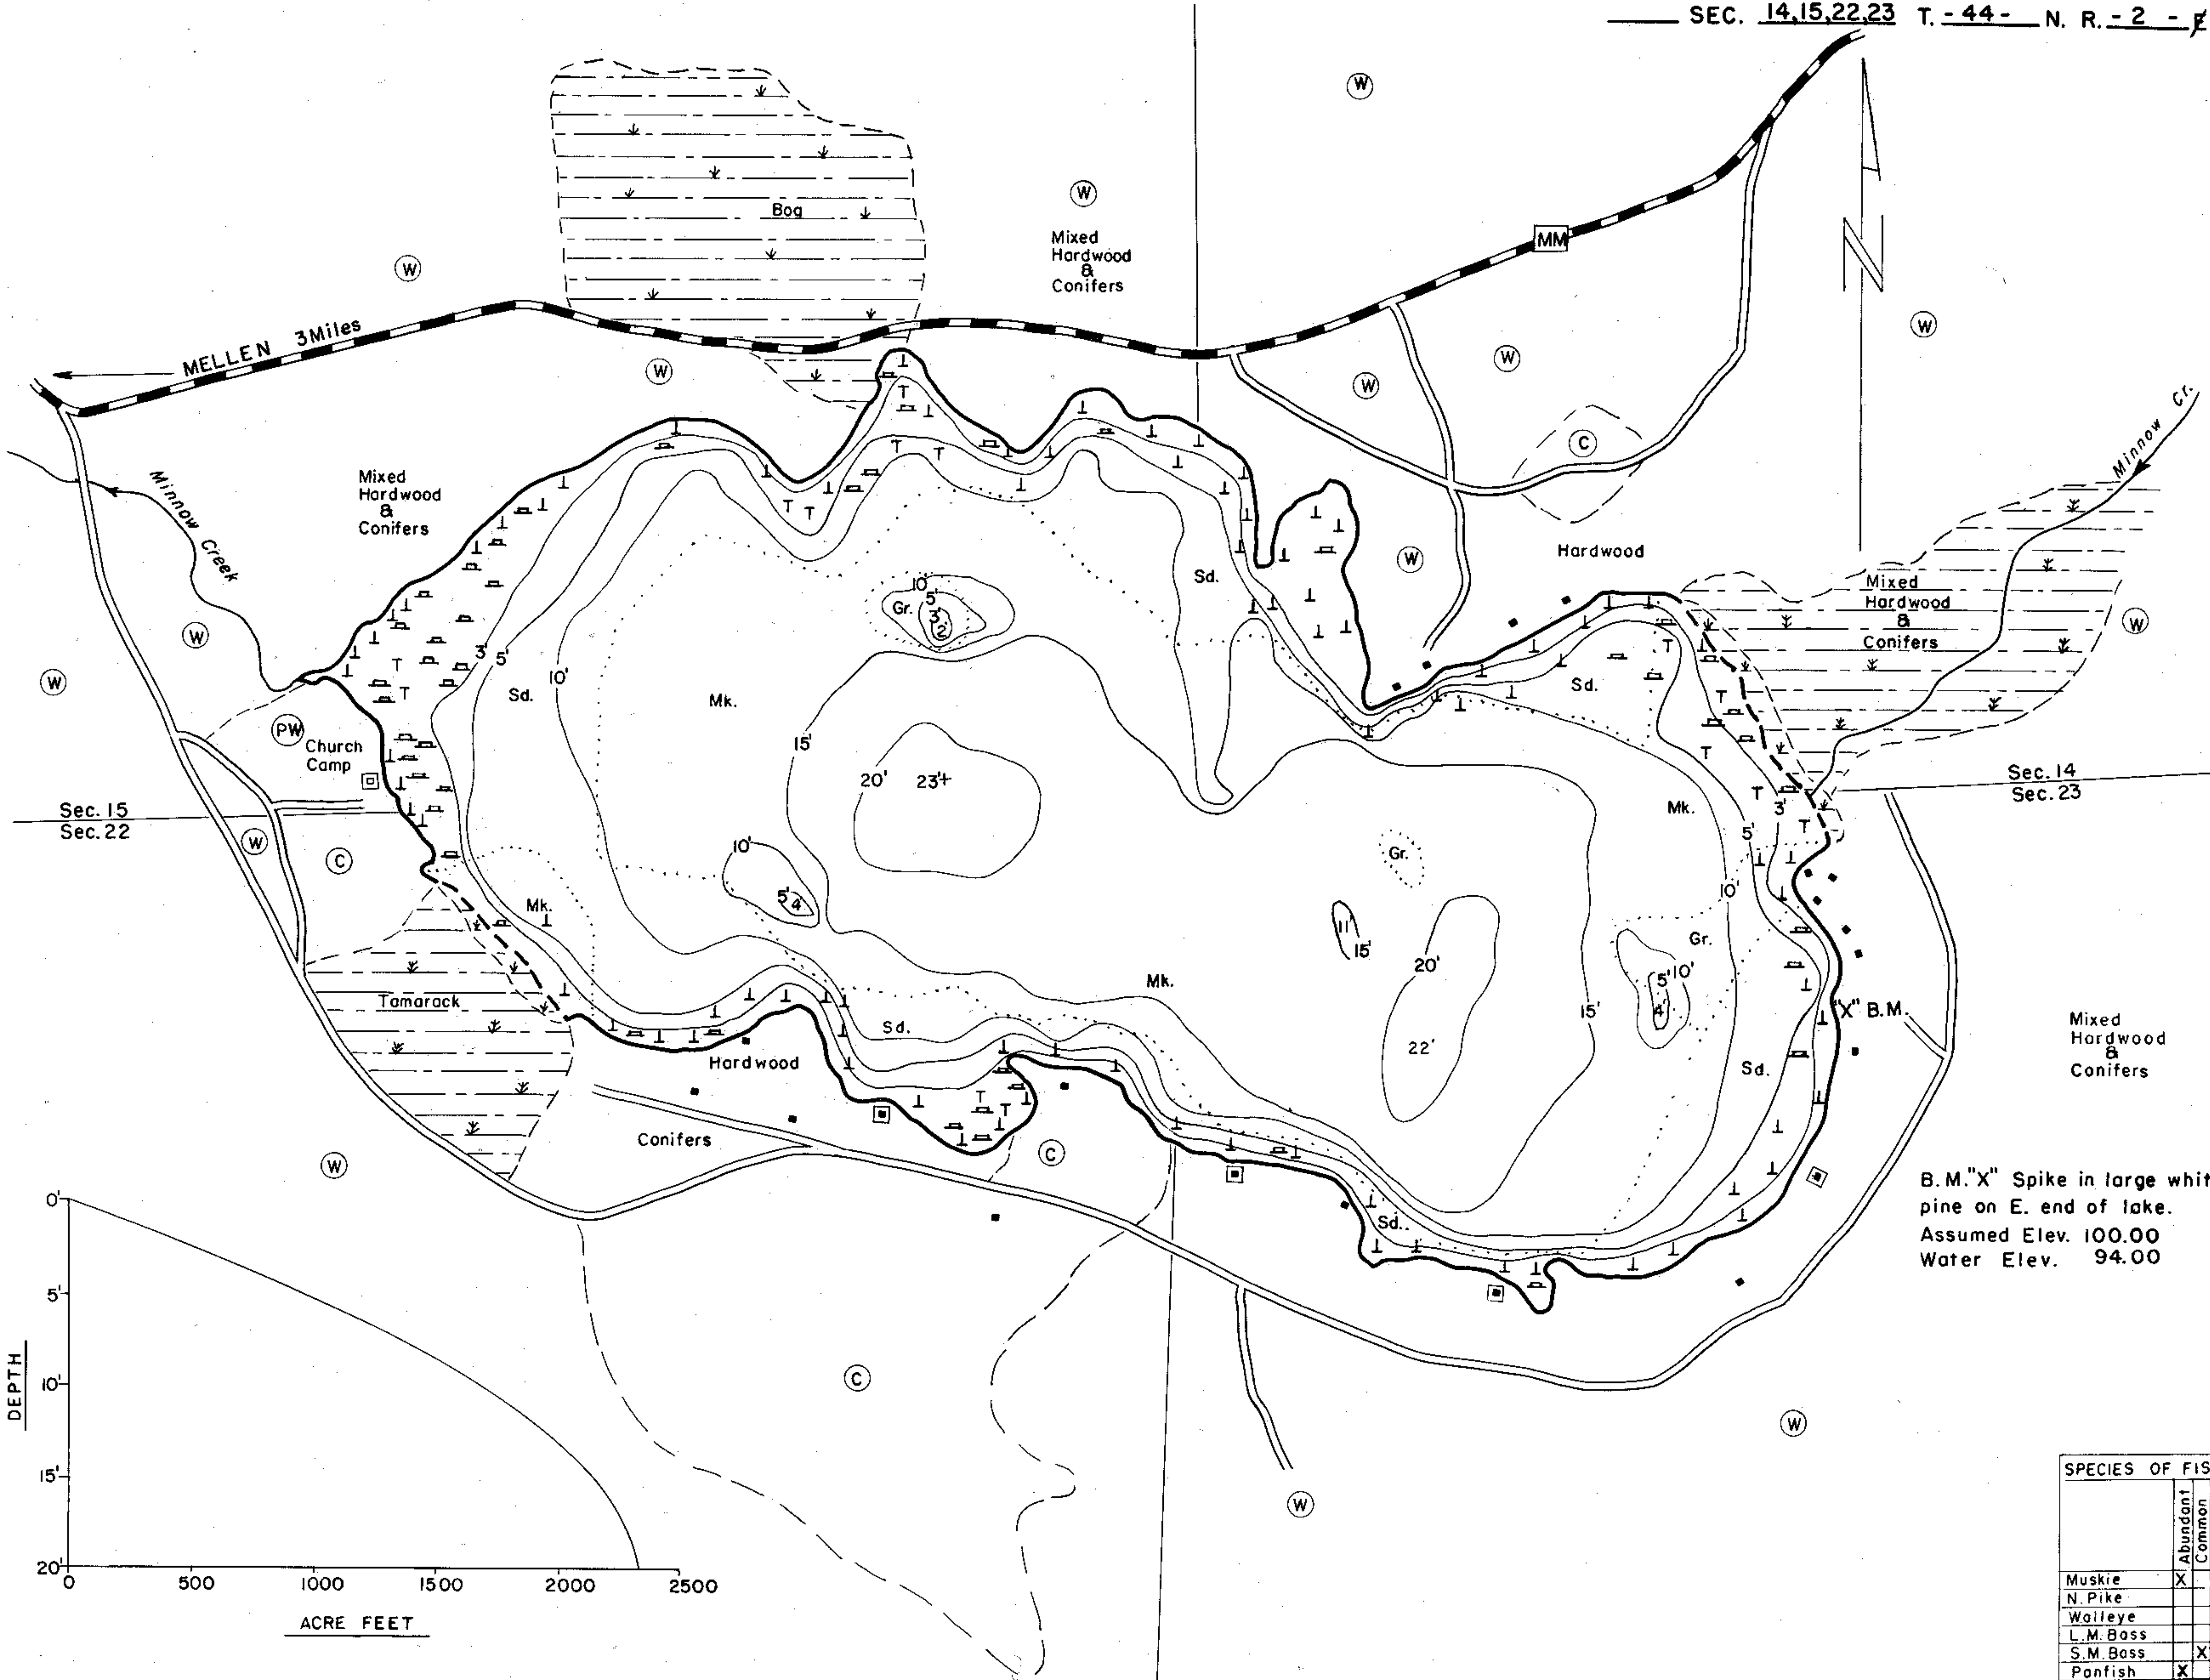 SEC. 14,15,22,23 T. -44- N. R. -2 - E
W
W
Bog
W
Mixed
Hardwood
&
Conifers
MM
N
W
W
MELLEN 3 Miles
W
W
W
Minnow Cr.
C
Mixed
Hardwood
&
Conifers
Minnow Creek
Hardwood
W
Sd.
10'
5'
Gr.
3'
2'
Mixed
Hardwood
&
Conifers
W
W
W
3'
5'
10'
Sd.
Mk.
Sd.
PW
Church
Camp
15'
20'
23'+
Sec. 14
Sec. 23
Mk.
3'
Sec. 15
Sec. 22
W
C
5'
10'
5'
4'
Gr.
10'
Mk.
Gr.
11'
15'
20'
5'
10'
Mk.
Tamarack
15'
4'
"X" B.M.
Sd.
22'
Hardwood
Mixed
Hardwood
&
Conifers
Sd.
Conifers
C
W
B.M. "X" Spike in large whit
pine on E. end of lake.
Assumed Elev. 100.00
Water Elev. 94.00
Sd.
0'
5'
10'
15'
20'
DEPTH
0
500
1000
1500
2000
2500
ACRE FEET
C
W
W
SPECIES OF FIS
Abundant
Common
Muskie X
N. Pike
Walleye
L.M. Bass
S.M. Bass X
Panfish X